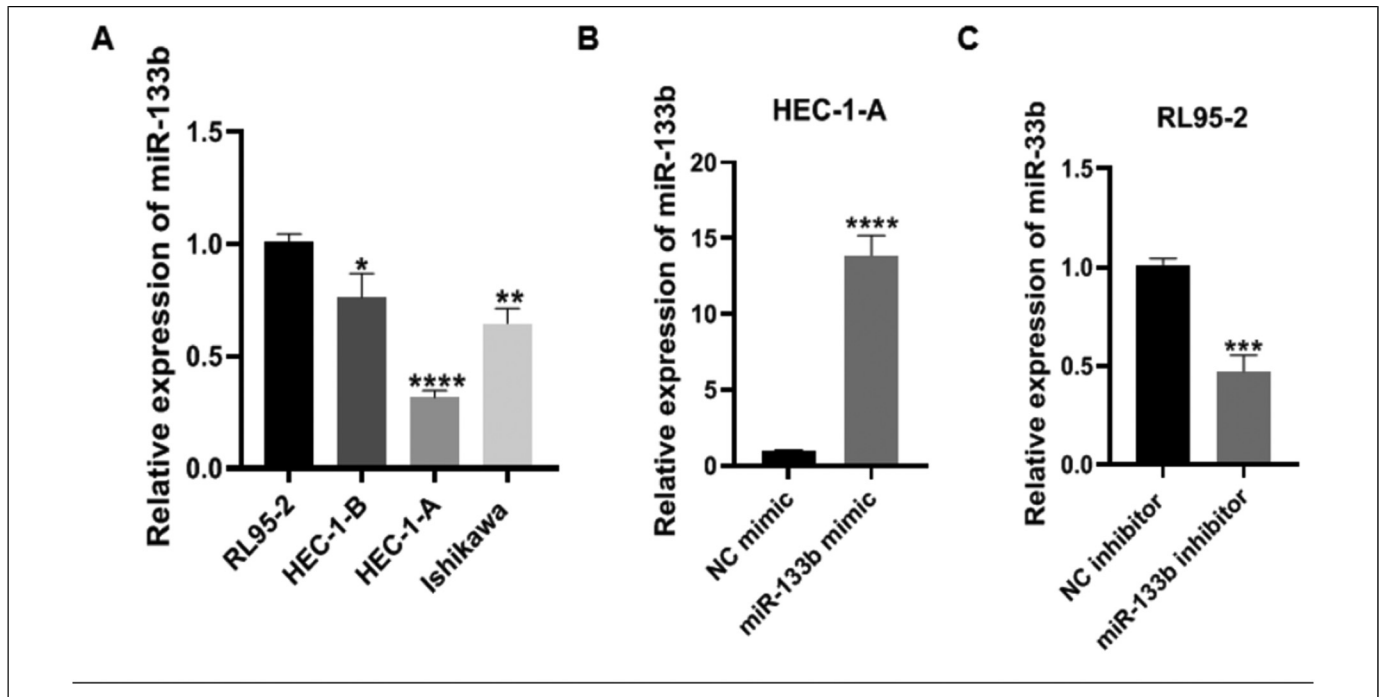 A
Relative expression of miR-133b
1.5
1.0
0.5
0.0
*
****
**
RL95-2
HEC-1-B
HEC-1-A
Ishikawa
B
HEC-1-A
Relative expression of miR-133b
20
15
10
5
0
****
NC mimic
miR-133b mimic
C
RL95-2
Relative expression of miR-33b
1.5
1.0
0.5
0.0
***
NC inhibitor
miR-133b inhibitor